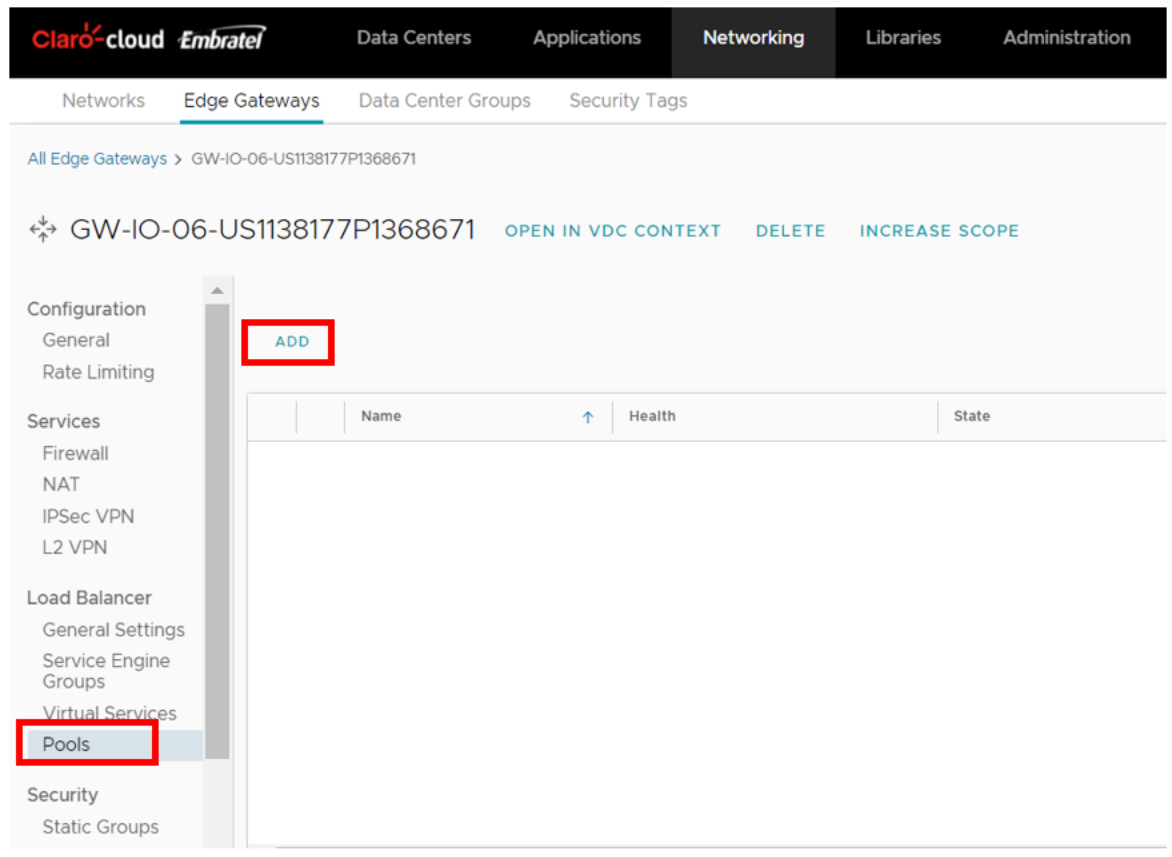 Claro-cloud Embratel Data Centers Applications Networking Libraries Administration
Networks Edge Gateways Data Center Groups Security Tags
All Edge Gateways > GW-IO-06-US1138177P1368671
GW-IO-06-US1138177P1368671 OPEN IN VDC CONTEXT DELETE INCREASE SCOPE
Configuration
General
Rate Limiting
Services
Firewall
NAT
IPSec VPN
L2 VPN
Load Balancer
General Settings
Service Engine
Groups
Virtual Services
Pools
Security
Static Groups
ADD
Name Health State